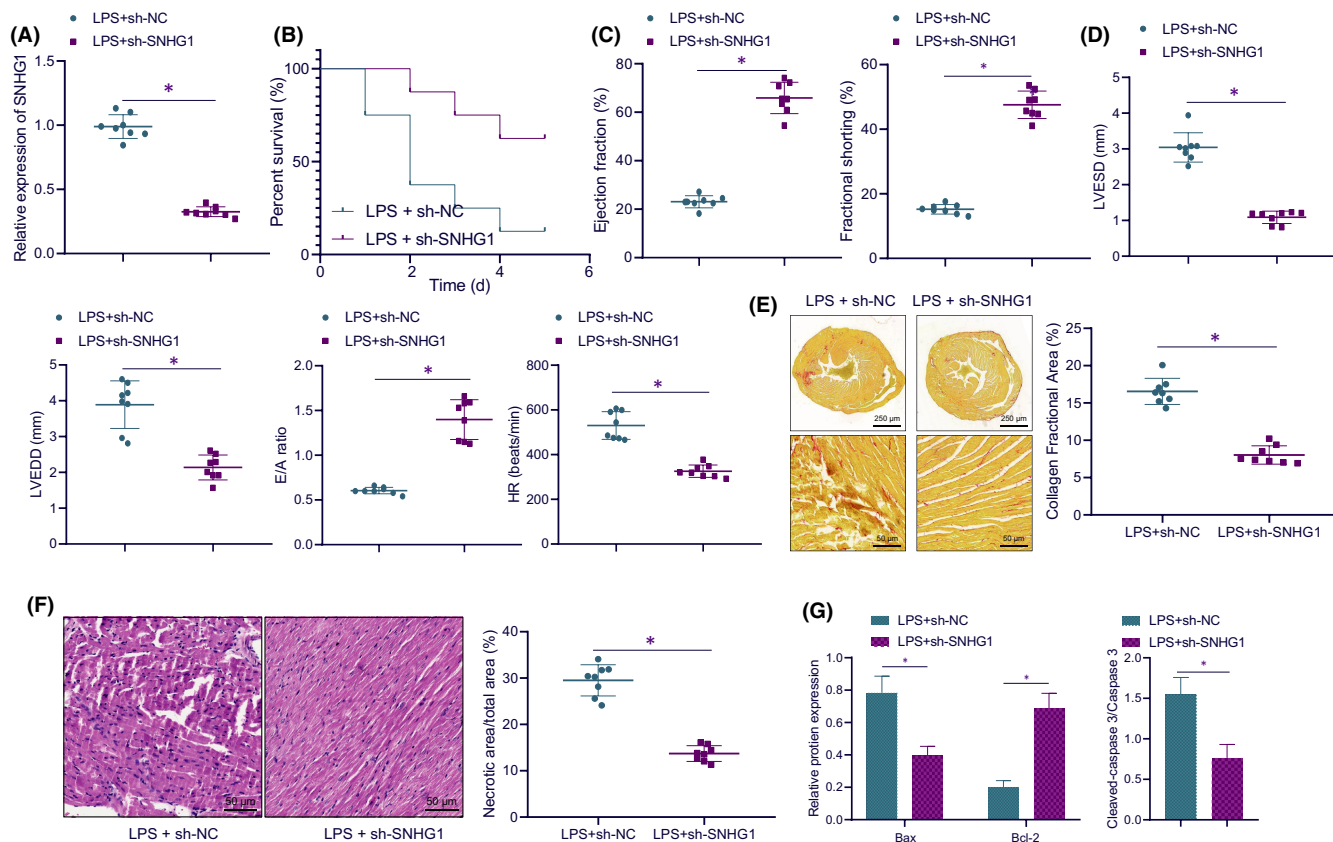 (A)
LPS+sh-NC
LPS+sh-SNHG1
Relative expression of SNHG1
1.5
1.0
0.5
0.0
*
(B)
Percent survival (%)
100
50
0
0
2
4
6
Time (d)
LPS + sh-NC
LPS + sh-SNHG1
(C)
LPS+sh-NC
LPS+sh-SNHG1
Ejection fraction (%)
80
60
40
20
0
*
LPS+sh-NC
LPS+sh-SNHG1
Fractional shorting (%)
60
40
20
0
*
(D)
LPS+sh-NC
LPS+sh-SNHG1
LVESD (mm)
5
4
3
2
1
0
*
LPS+sh-NC
LPS+sh-SNHG1
LVEDD (mm)
5
4
3
2
1
0
*
LPS+sh-NC
LPS+sh-SNHG1
E/A ratio
2.0
1.5
1.0
0.5
0.0
*
LPS+sh-NC
LPS+sh-SNHG1
HR (beats/min)
800
600
400
200
0
*
(E)
LPS + sh-NC
LPS + sh-SNHG1
250 µm
250 µm
50 µm
50 µm
Collagen Fractional Area (%)
25
20
15
10
5
0
*
LPS+sh-NC
LPS+sh-SNHG1
(F)
50 µm
50 µm
LPS + sh-NC
LPS + sh-SNHG1
Necrotic area/total area (%)
40
30
20
10
0
*
LPS+sh-NC
LPS+sh-SNHG1
(G)
LPS+sh-NC
LPS+sh-SNHG1
Relative protien expression
1.0
0.8
0.6
0.4
0.2
0.0
*
*
Bax
Bcl-2
LPS+sh-NC
LPS+sh-SNHG1
Cleaved-caspase 3/Caspase 3
2.0
1.5
1.0
0.5
0.0
*